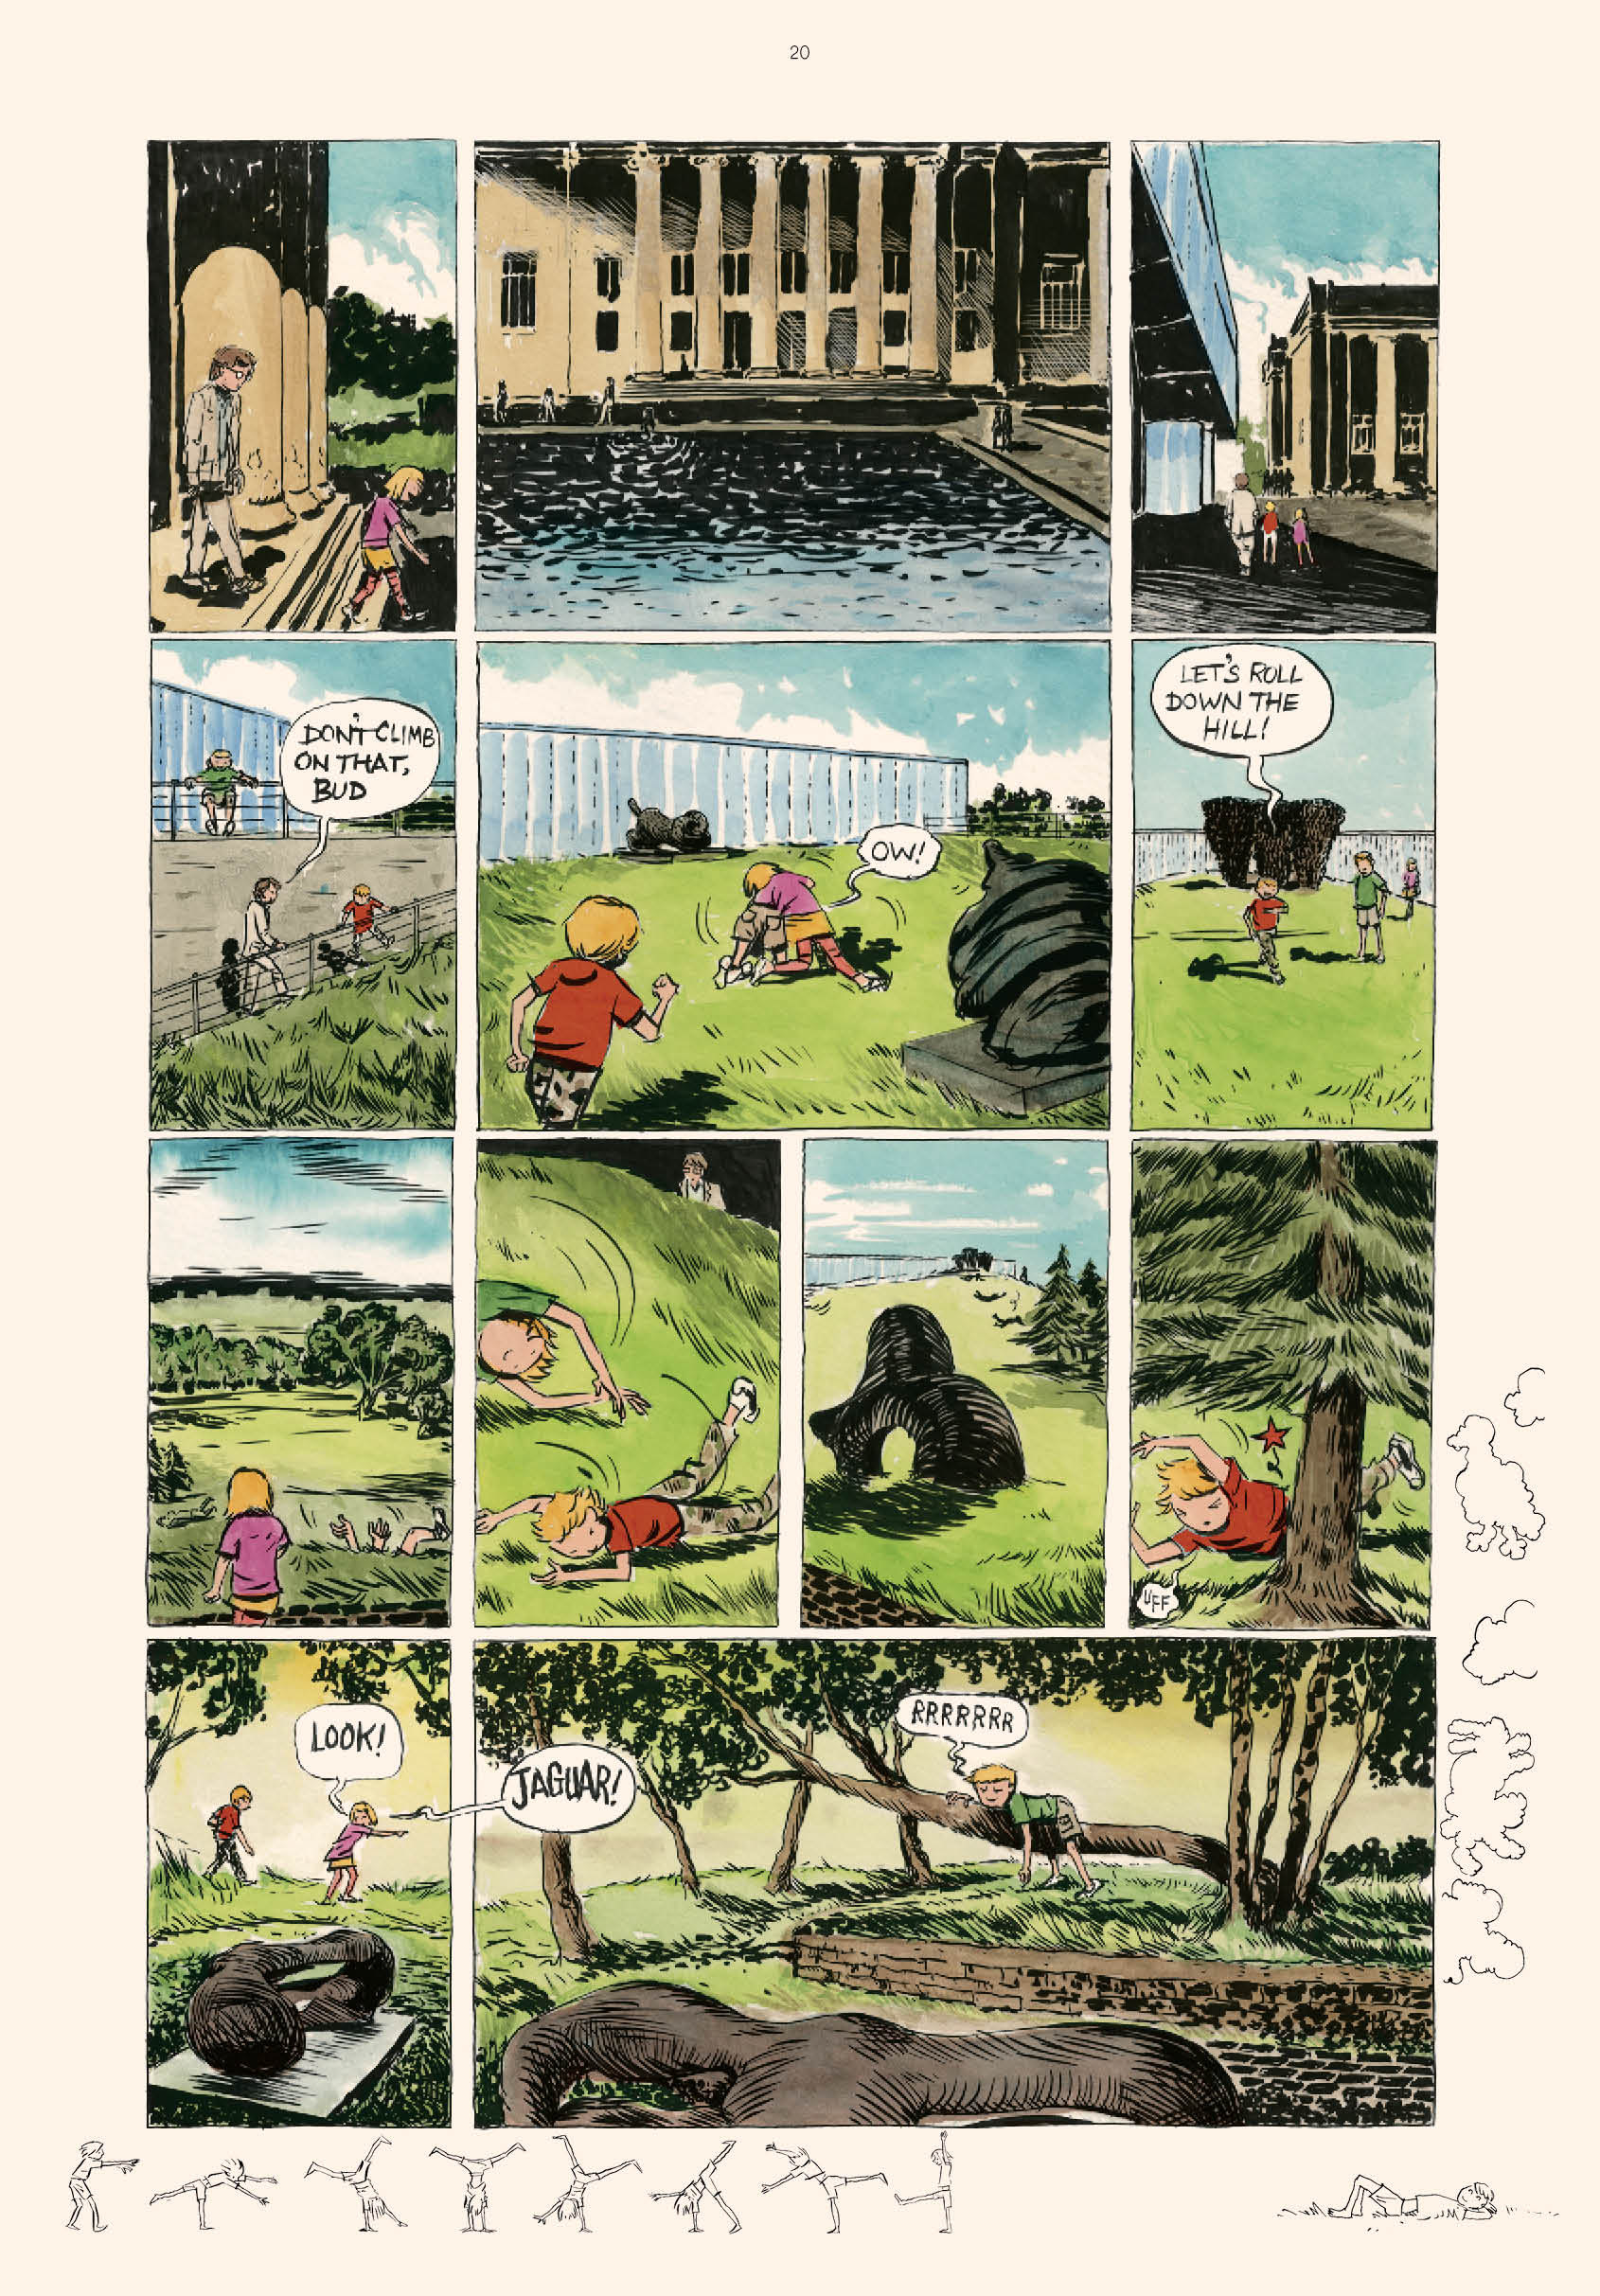 20
DON'T CLIMB
ON THAT,
BUD
OW!
LET'S ROLL
DOWN THE
HILL!
UFF
LOOK!
JAGUAR!
RRRRRRR